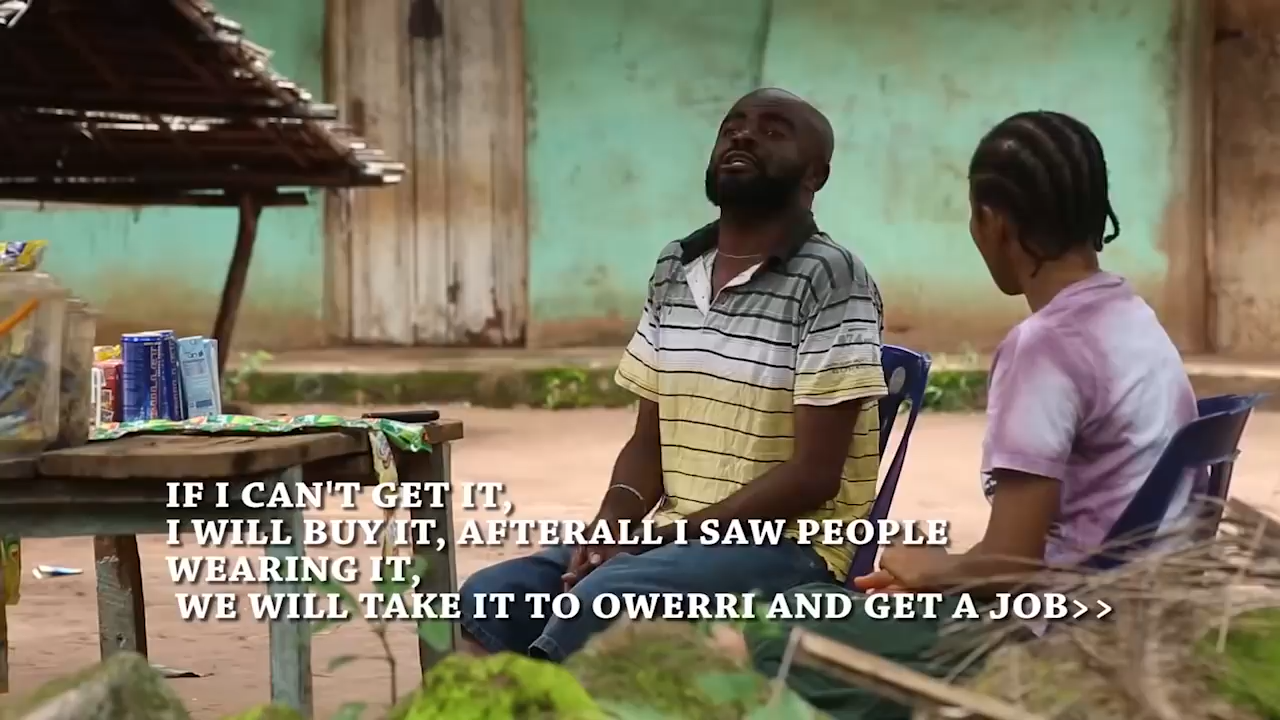 IF I CAN'T GET IT,
I WILL BUY IT, AFTERALL I SAW PEOPLE
WEARING IT,
WE WILL TAKE IT TO OWERRI AND GET A JOB>>